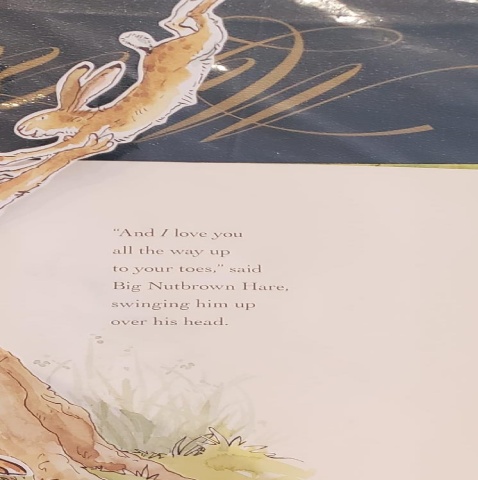 "And I love you
all the way up
to your toes," said
Big Nutbrown Hare,
swinging him up
over his head.